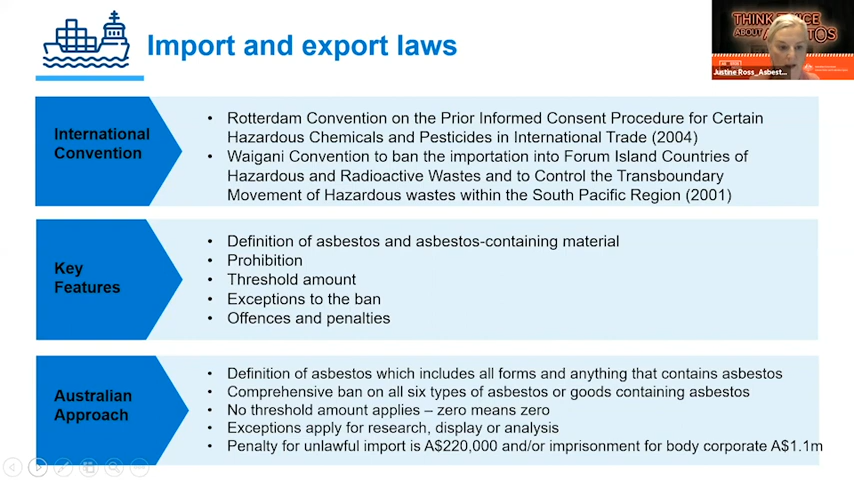 Import and export laws
THINK TWICE
ABOUT ASBESTOS
Justine Ross_Asbest...
International
Convention
• Rotterdam Convention on the Prior Informed Consent Procedure for Certain
Hazardous Chemicals and Pesticides in International Trade (2004)
• Waigani Convention to ban the importation into Forum Island Countries of
Hazardous and Radioactive Wastes and to Control the Transboundary
Movement of Hazardous wastes within the South Pacific Region (2001)
Key
Features
• Definition of asbestos and asbestos-containing material
• Prohibition
• Threshold amount
• Exceptions to the ban
• Offences and penalties
Australian
Approach
• Definition of asbestos which includes all forms and anything that contains asbestos
• Comprehensive ban on all six types of asbestos or goods containing asbestos
• No threshold amount applies – zero means zero
• Exceptions apply for research, display or analysis
• Penalty for unlawful import is A$220,000 and/or imprisonment for body corporate A$1.1m